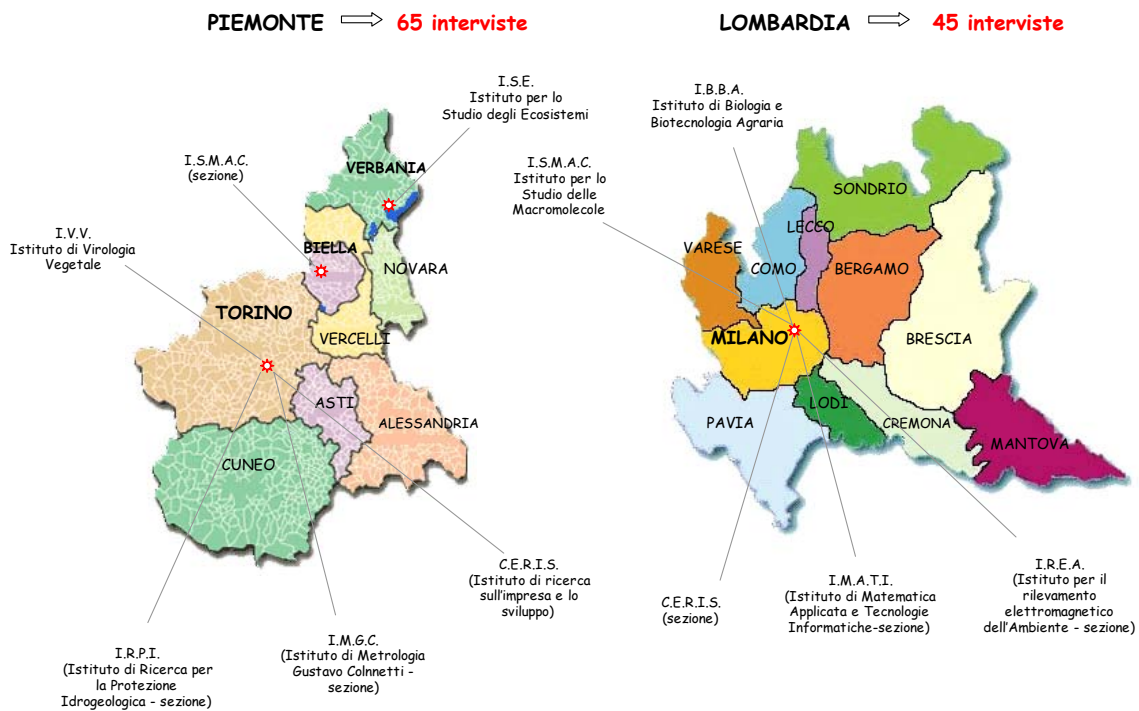 PIEMONTE
65 interviste
LOMBARDIA
45 interviste
I.S.E.
Istituto per lo
Studio degli Ecosistemi
I.S.M.A.C.
(sezione)
I.V.V.
Istituto di Virologia
Vegetale
VERBANIA
BIELLA
NOVARA
TORINO
VERCELLI
ASTI
ALESSANDRIA
CUNEO
C.E.R.I.S.
(Istituto di ricerca
sull'impresa e lo
sviluppo)
I.M.G.C.
(Istituto di Metrologia
Gustavo Colnnetti -
sezione)
I.R.P.I.
(Istituto di Ricerca per
la Protezione
Idrogeologica - sezione)
I.B.B.A.
Istituto di Biologia e
Biotecnologia Agraria
I.S.M.A.C.
Istituto per lo
Studio delle
Macromolecole
SONDRIO
LECCO
VARESE
COMO
BERGAMO
MILANO
BRESCIA
LODI
PAVIA
CREMONA
MANTOVA
C.E.R.I.S.
(sezione)
I.M.A.T.I.
(Istituto di Matematica
Applicata e Tecnologie
Informatiche-sezione)
I.R.E.A.
(Istituto per il
rilevamento
elettromagnetico
dell'Ambiente - sezione)